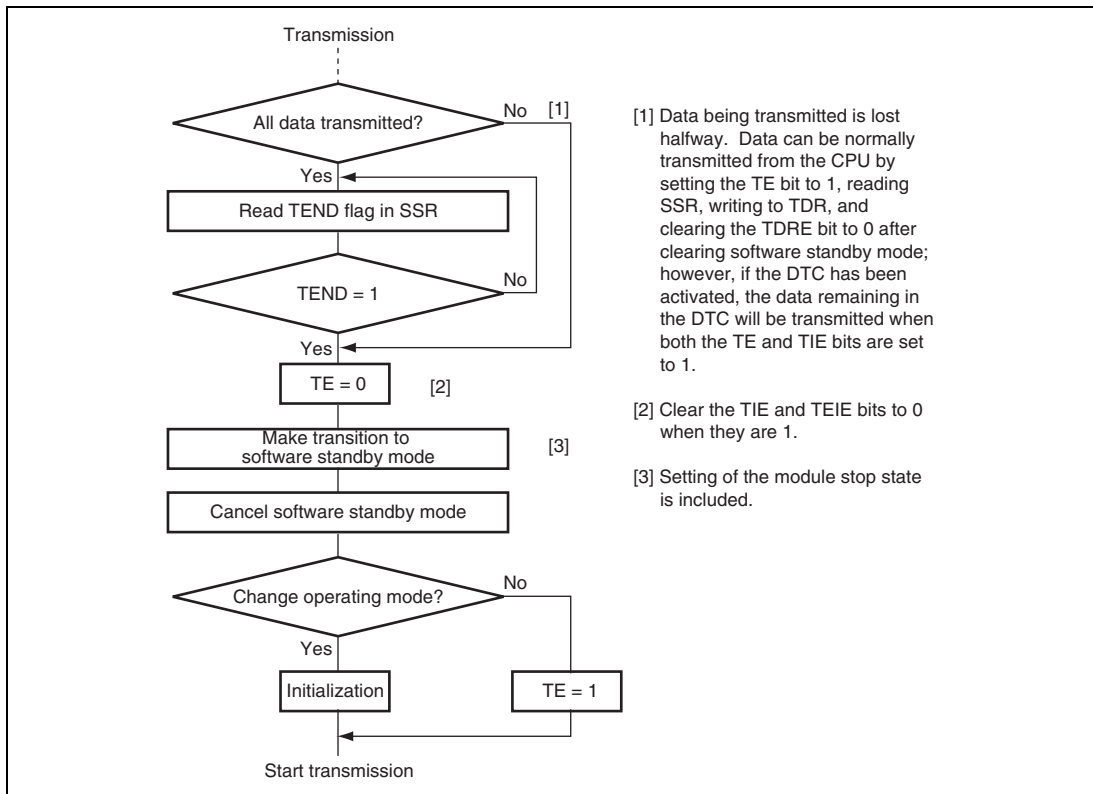 Transmission
All data transmitted?
No
[1]
Yes
Read TEND flag in SSR
TEND = 1
No
Yes
TE = 0
[2]
Make transition to
software standby mode
[3]
Cancel software standby mode
Change operating mode?
No
Yes
Initialization
TE = 1
Start transmission
[1] Data being transmitted is lost
halfway. Data can be normally
transmitted from the CPU by
setting the TE bit to 1, reading
SSR, writing to TDR, and
clearing the TDRE bit to 0 after
clearing software standby mode;
however, if the DTC has been
activated, the data remaining in
the DTC will be transmitted when
both the TE and TIE bits are set
to 1.
[2] Clear the TIE and TEIE bits to 0
when they are 1.
[3] Setting of the module stop state
is included.